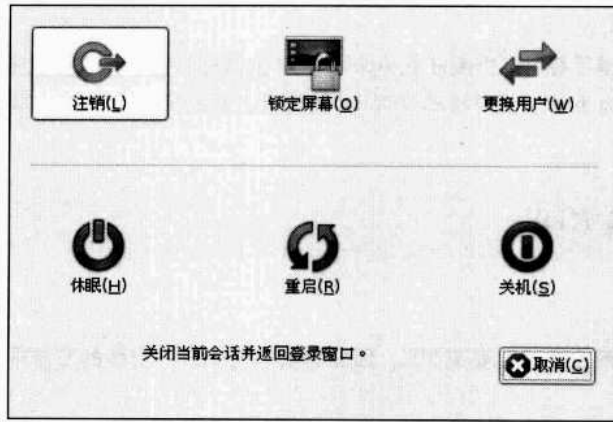 注销(L)
锁定屏幕(O)
更换用户(W)
休眠(H)
重启(R)
关机(S)
关闭当前会话并返回登录窗口。
取消(C)